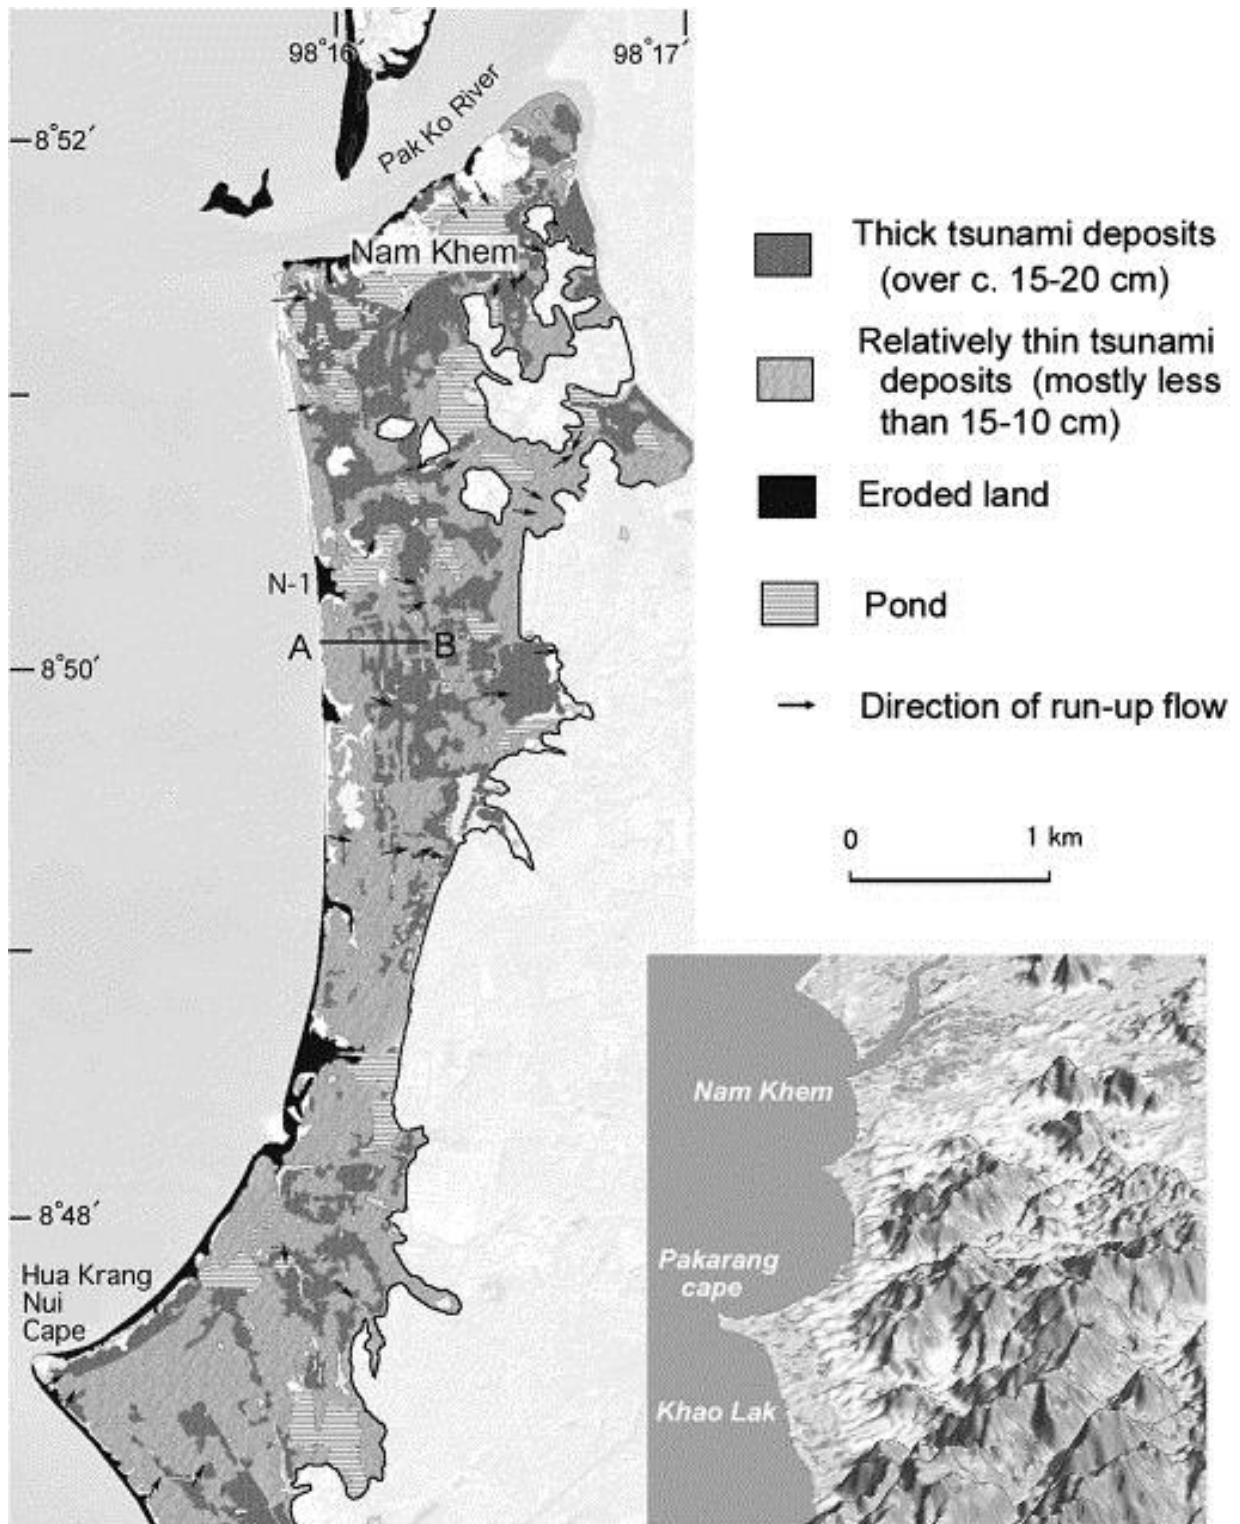 98°16′
98°17′
8°52′
Pak Ko River
Nam Khem
N-1
A
B
8°50′
8°48′
Hua Krang
Nui
Cape
Thick tsunami deposits
(over c. 15-20 cm)
Relatively thin tsunami
deposits (mostly less
than 15-10 cm)
Eroded land
Pond
Direction of run-up flow
0
1 km
Nam Khem
Pakarang
cape
Khao Lak